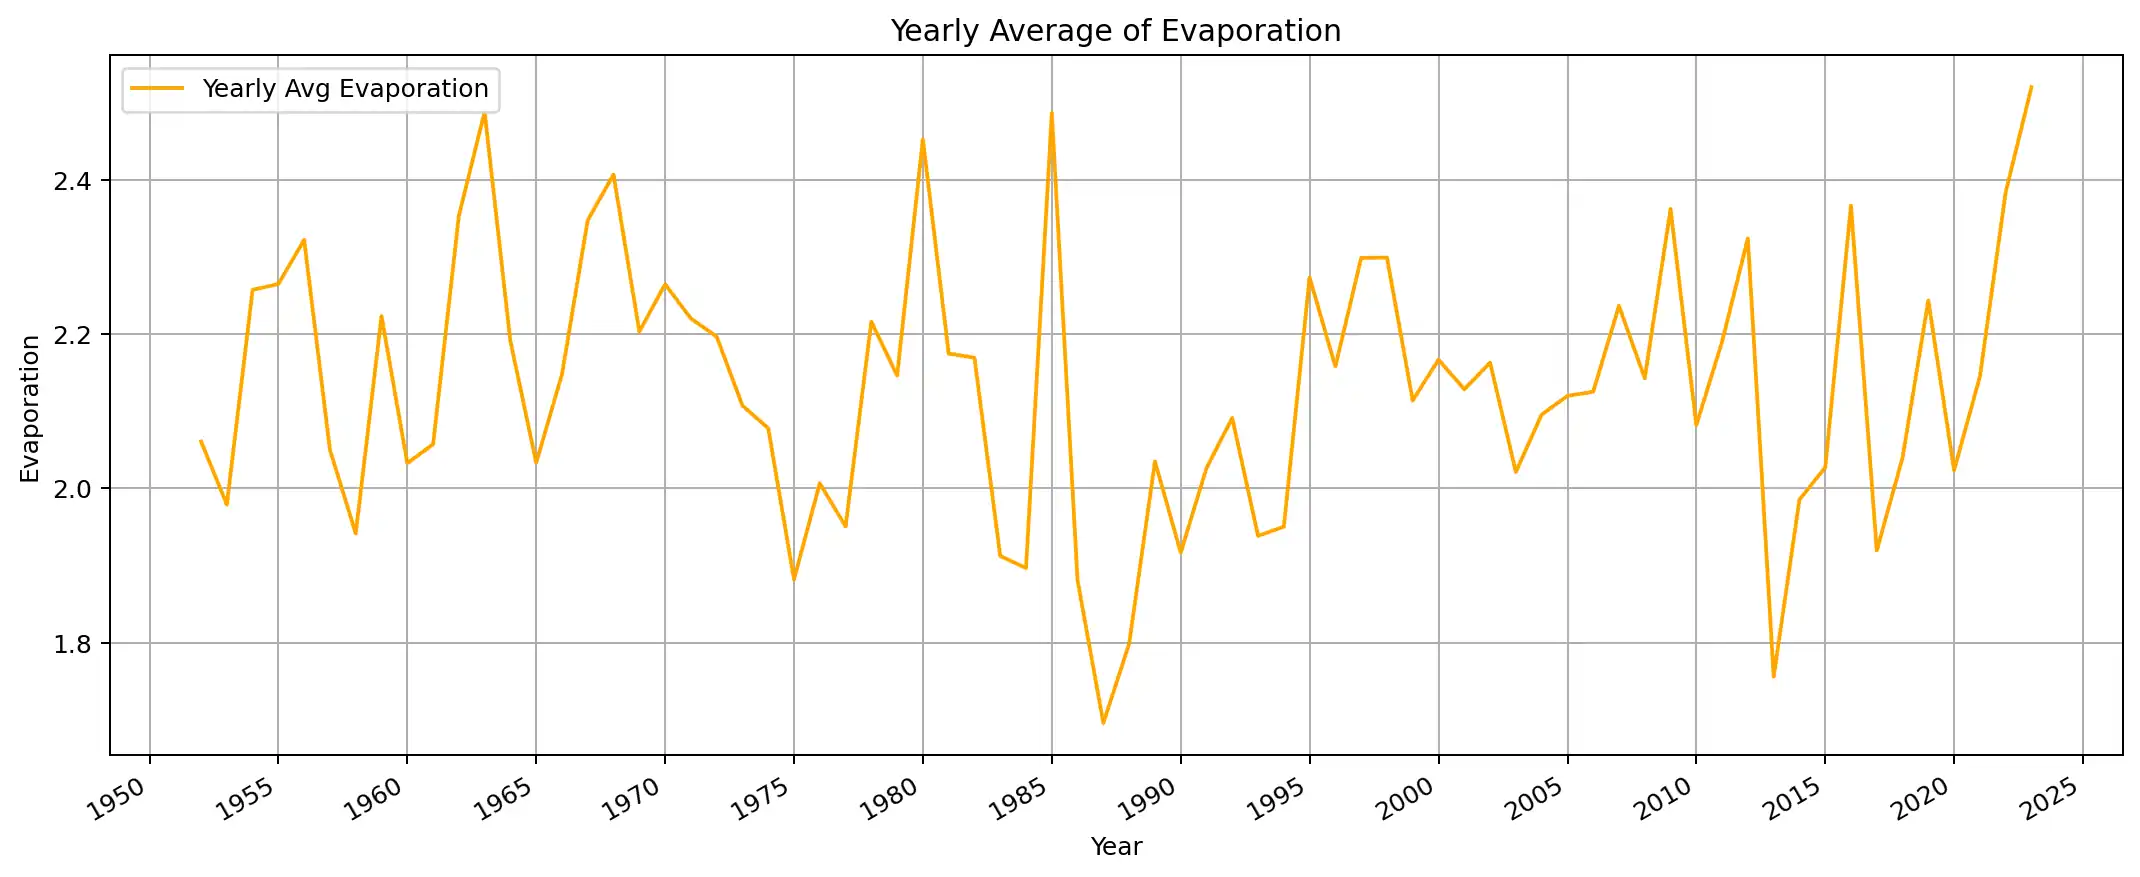 Yearly Average of Evaporation
Yearly Avg Evaporation
Evaporation
2.4
2.2
2.0
1.8
1950 1955 1960 1965 1970 1975 1980 1985 1990 1995 2000 2005 2010 2015 2020 2025
Year